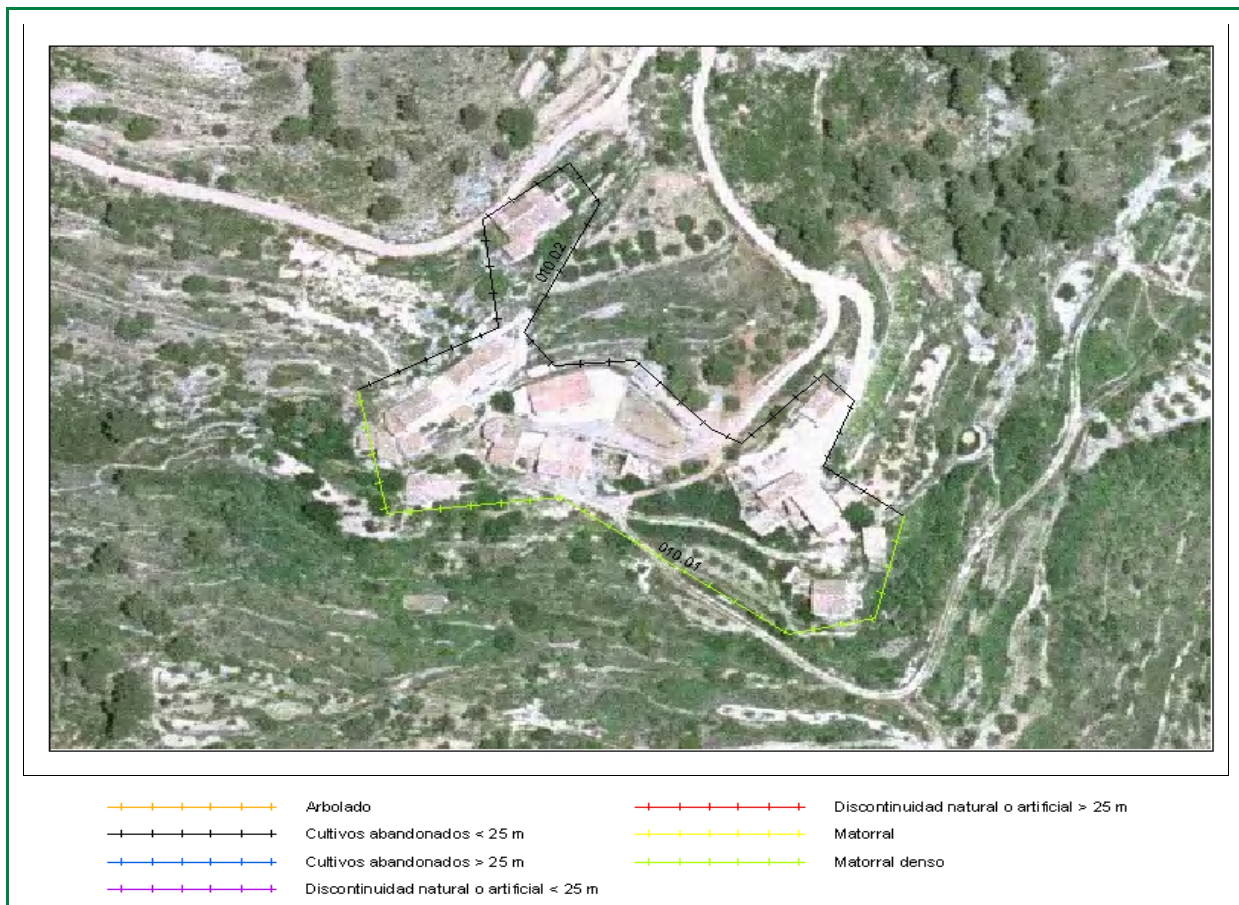 010.02
010.01
Arbolado
Cultivos abandonados < 25 m
Cultivos abandonados > 25 m
Discontinuidad natural o artificial < 25 m
Discontinuidad natural o artificial > 25 m
Matorral
Matorral denso